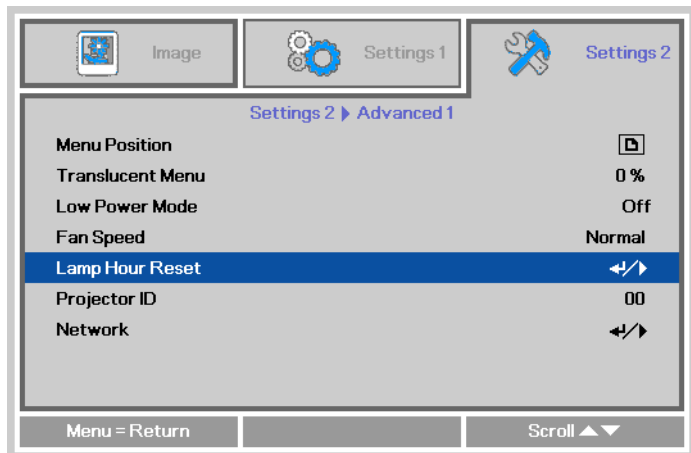 Image Settings 1 Settings 2
Settings 2 ▶ Advanced 1
Menu Position
Translucent Menu 0 %
Low Power Mode Off
Fan Speed Normal
Lamp Hour Reset ↵/▶
Projector ID 00
Network ↵/▶
Menu = Return Scroll ▲▼